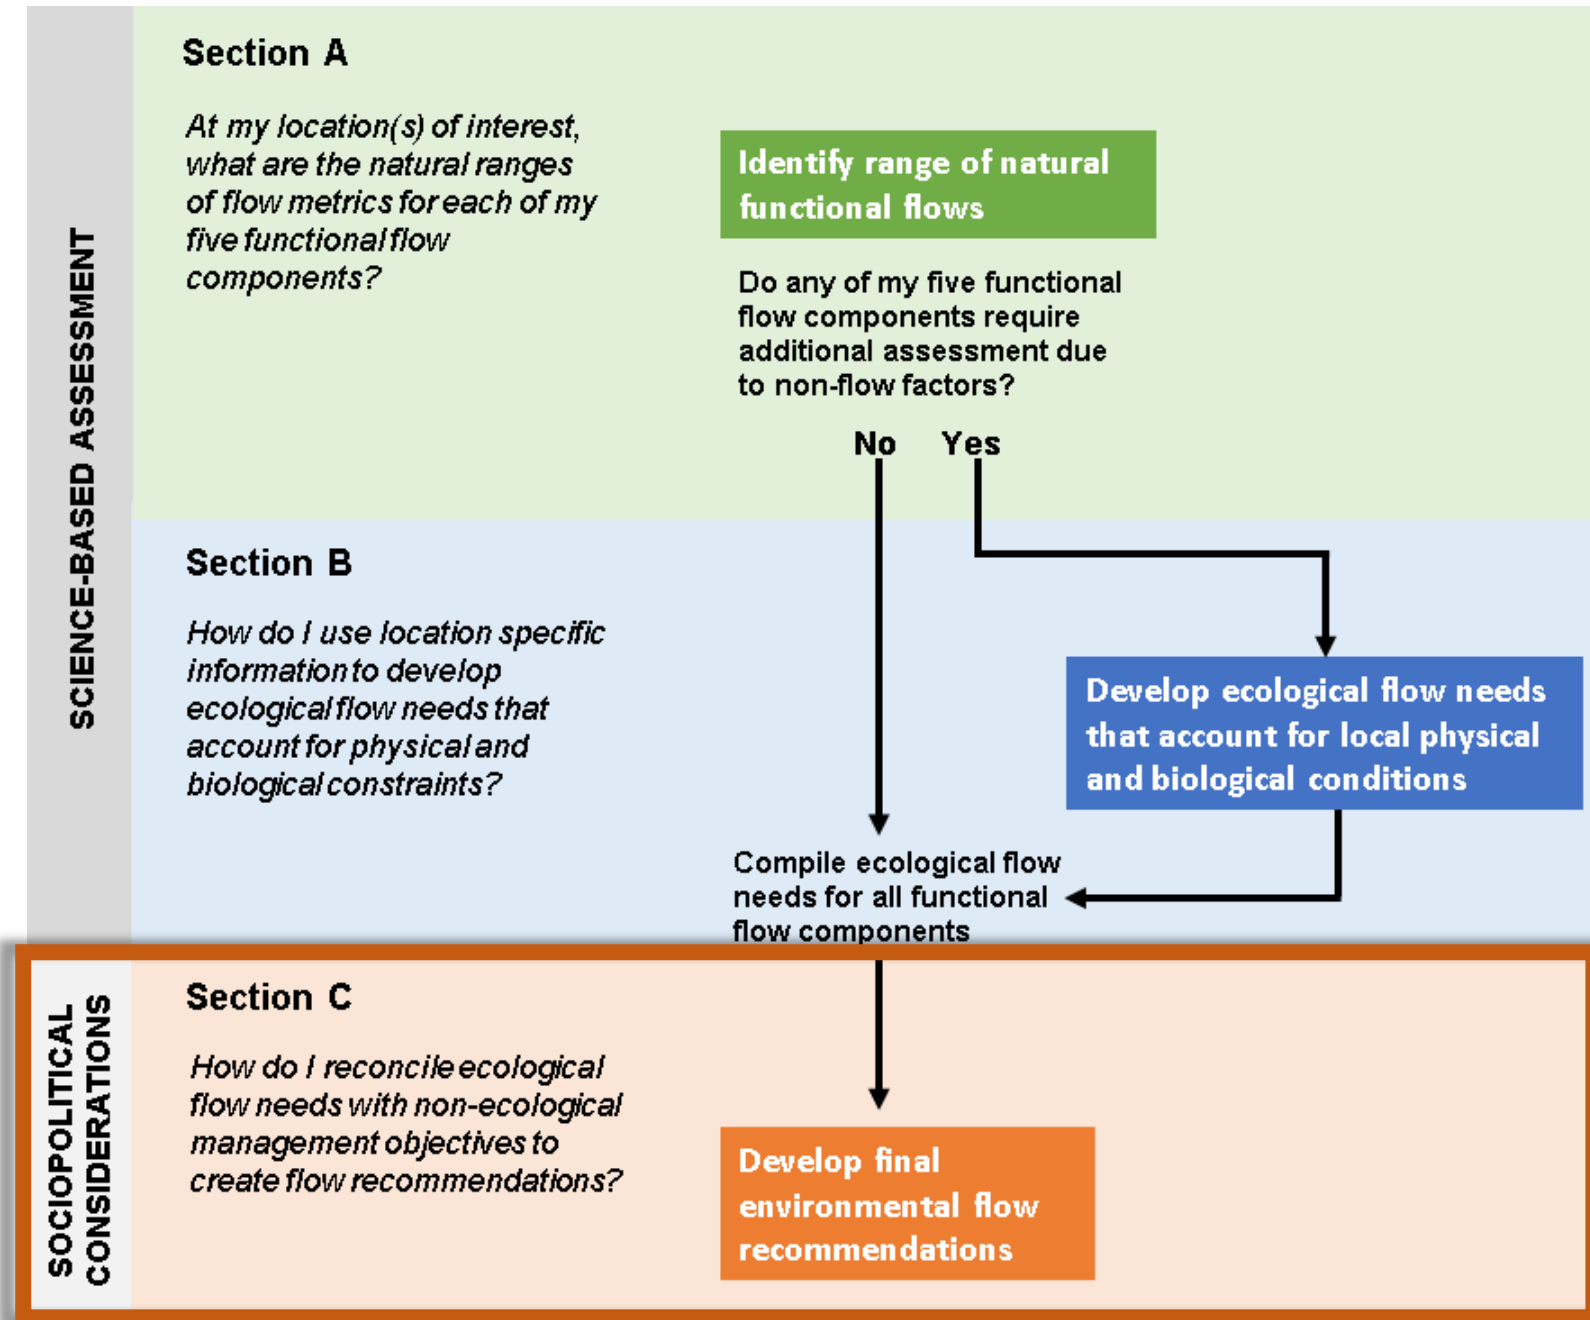 SCIENCE-BASED ASSESSMENT
Section A
At my location(s) of interest,
what are the natural ranges
of flow metrics for each of my
five functional flow
components?
Identify range of natural
functional flows
Do any of my five functional
flow components require
additional assessment due
to non-flow factors?
No Yes
Section B
How do I use location specific
information to develop
ecological flow needs that
account for physical and
biological constraints?
Develop ecological flow needs
that account for local physical
and biological conditions
Compile ecological flow
needs for all functional
flow components
SOCIOPOLITICAL
CONSIDERATIONS
Section C
How do I reconcile ecological
flow needs with non-ecological
management objectives to
create flow recommendations?
Develop final
environmental flow
recommendations